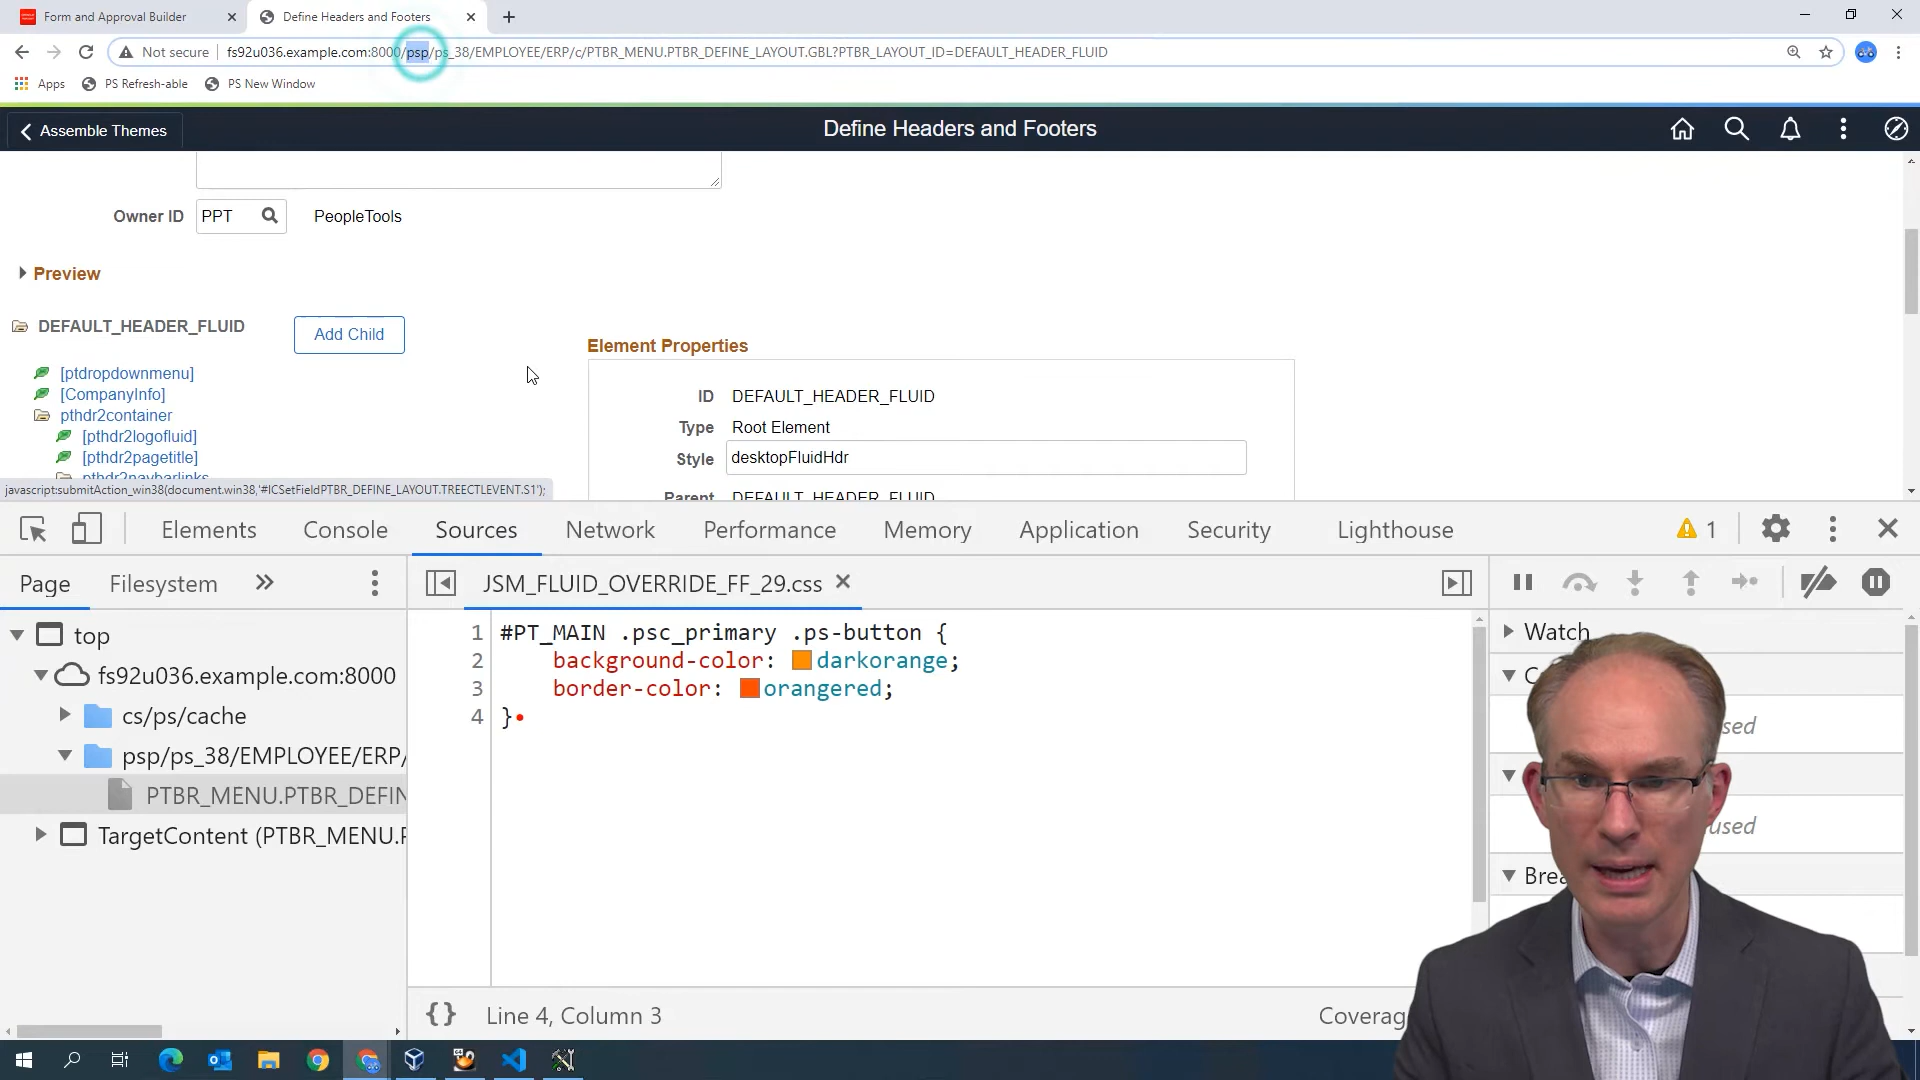 Form and Approval Builder
Define Headers and Footers
Not secure
fs92u036.example.com:8000/psp/ps_38/EMPLOYEE/ERP/c/PTBR_MENU.PTBR_DEFINE_LAYOUT.GBL?PTBR_LAYOUT_ID=DEFAULT_HEADER_FLUID
Apps
PS Refresh-able
PS New Window
Assemble Themes
Define Headers and Footers
Owner ID
PPT
PeopleTools
Preview
DEFAULT_HEADER_FLUID
Add Child
[ptdropdownmenu]
[CompanyInfo]
pthdr2container
[pthdr2logofluid]
[pthdr2pagetitle]
pthdr2navbarlinks
Element Properties
ID DEFAULT_HEADER_FLUID
Type Root Element
Style desktopFluidHdr
Parent DEFAULT_HEADER_FLUID
javascript:submitAction_win38(document.win38,'#ICSetFieldPTBR_DEFINE_LAYOUT.TREECTLEVENT.S1');
Elements
Console
Sources
Network
Performance
Memory
Application
Security
Lighthouse
1
Page
Filesystem
JSM_FLUID_OVERRIDE_FF_29.css
top
fs92u036.example.com:8000
cs/ps/cache
psp/ps_38/EMPLOYEE/ERP/
PTBR_MENU.PTBR_DEFIN
TargetContent (PTBR_MENU.P
1 #PT_MAIN .psc_primary .ps-button {
2 background-color: darkorange;
3 border-color: orangered;
4 }
Watch
{} Line 4, Column 3